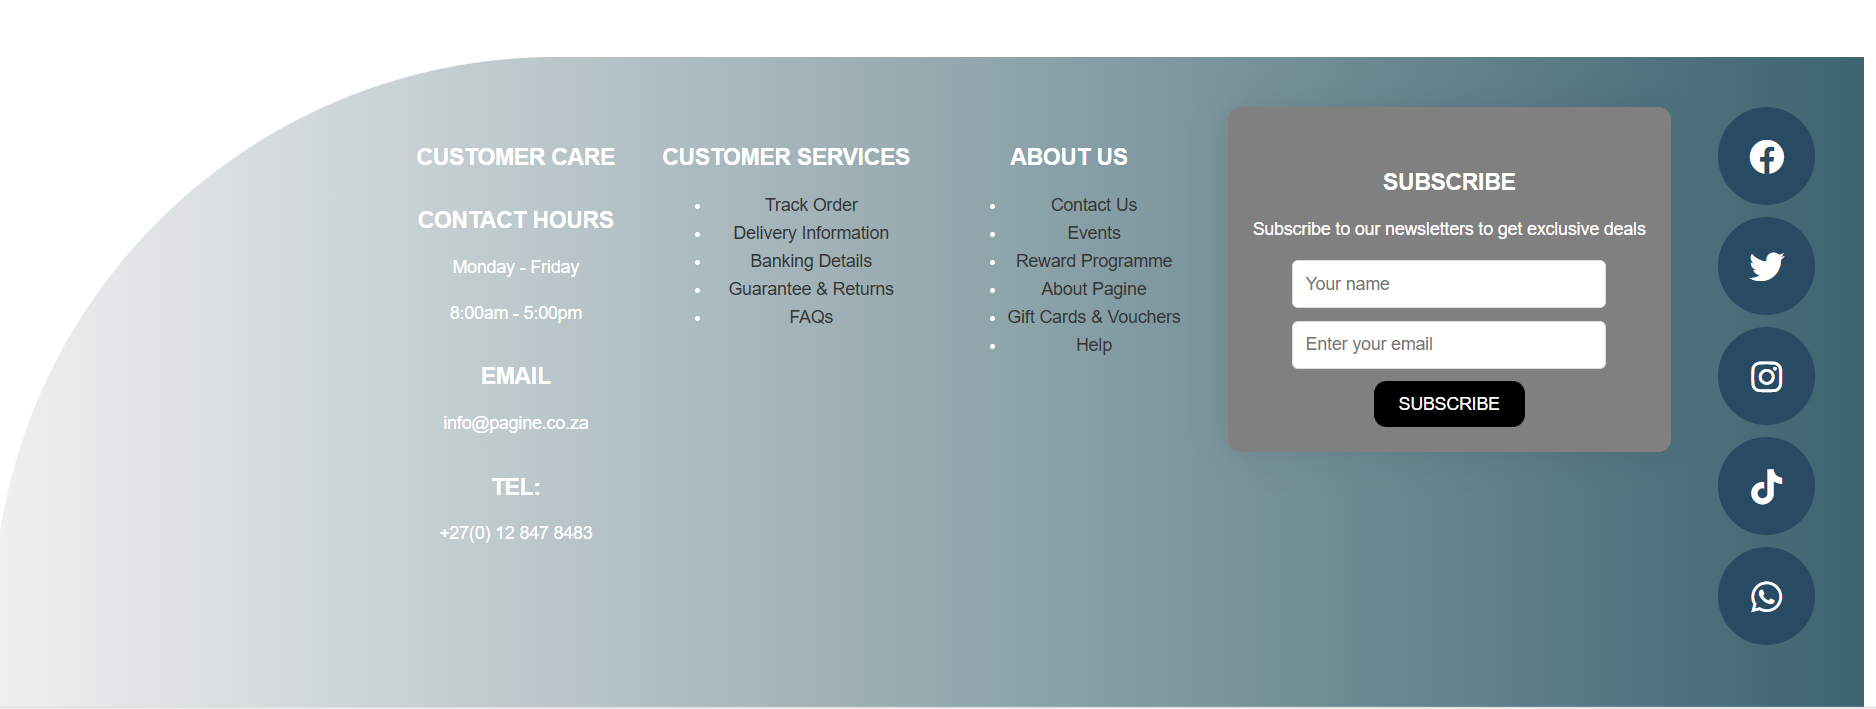 CUSTOMER CARE
CONTACT HOURS
Monday - Friday
8:00am - 5:00pm
EMAIL
info@pagine.co.za
TEL:
+27(0) 12 847 8483
CUSTOMER SERVICES
Track Order
Delivery Information
Banking Details
Guarantee & Returns
FAQs
ABOUT US
Contact Us
Events
Reward Programme
About Pagine
Gift Cards & Vouchers
Help
SUBSCRIBE
Subscribe to our newsletters to get exclusive deals
Your name
Enter your email
SUBSCRIBE